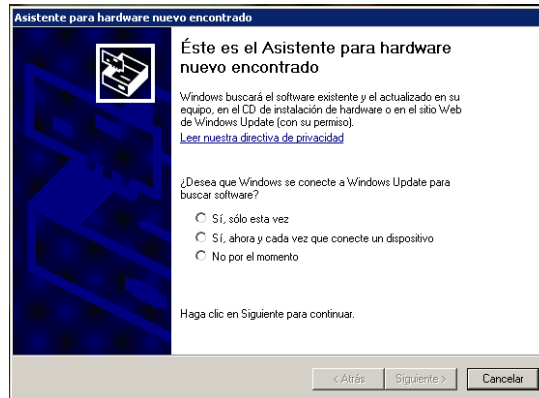 Asistente para hardware nuevo encontrado
Éste es el Asistente para hardware
nuevo encontrado
Windows buscará el software existente y el actualizado en su
equipo, en el CD de instalación de hardware o en el sitio Web
de Windows Update (con su permiso).
Leer nuestra directiva de privacidad
¿Desea que Windows se conecte a Windows Update para
buscar software?
Sí, sólo esta vez
Sí, ahora y cada vez que conecte un dispositivo
No por el momento
Haga clic en Siguiente para continuar.
< Atrás Siguiente > Cancelar